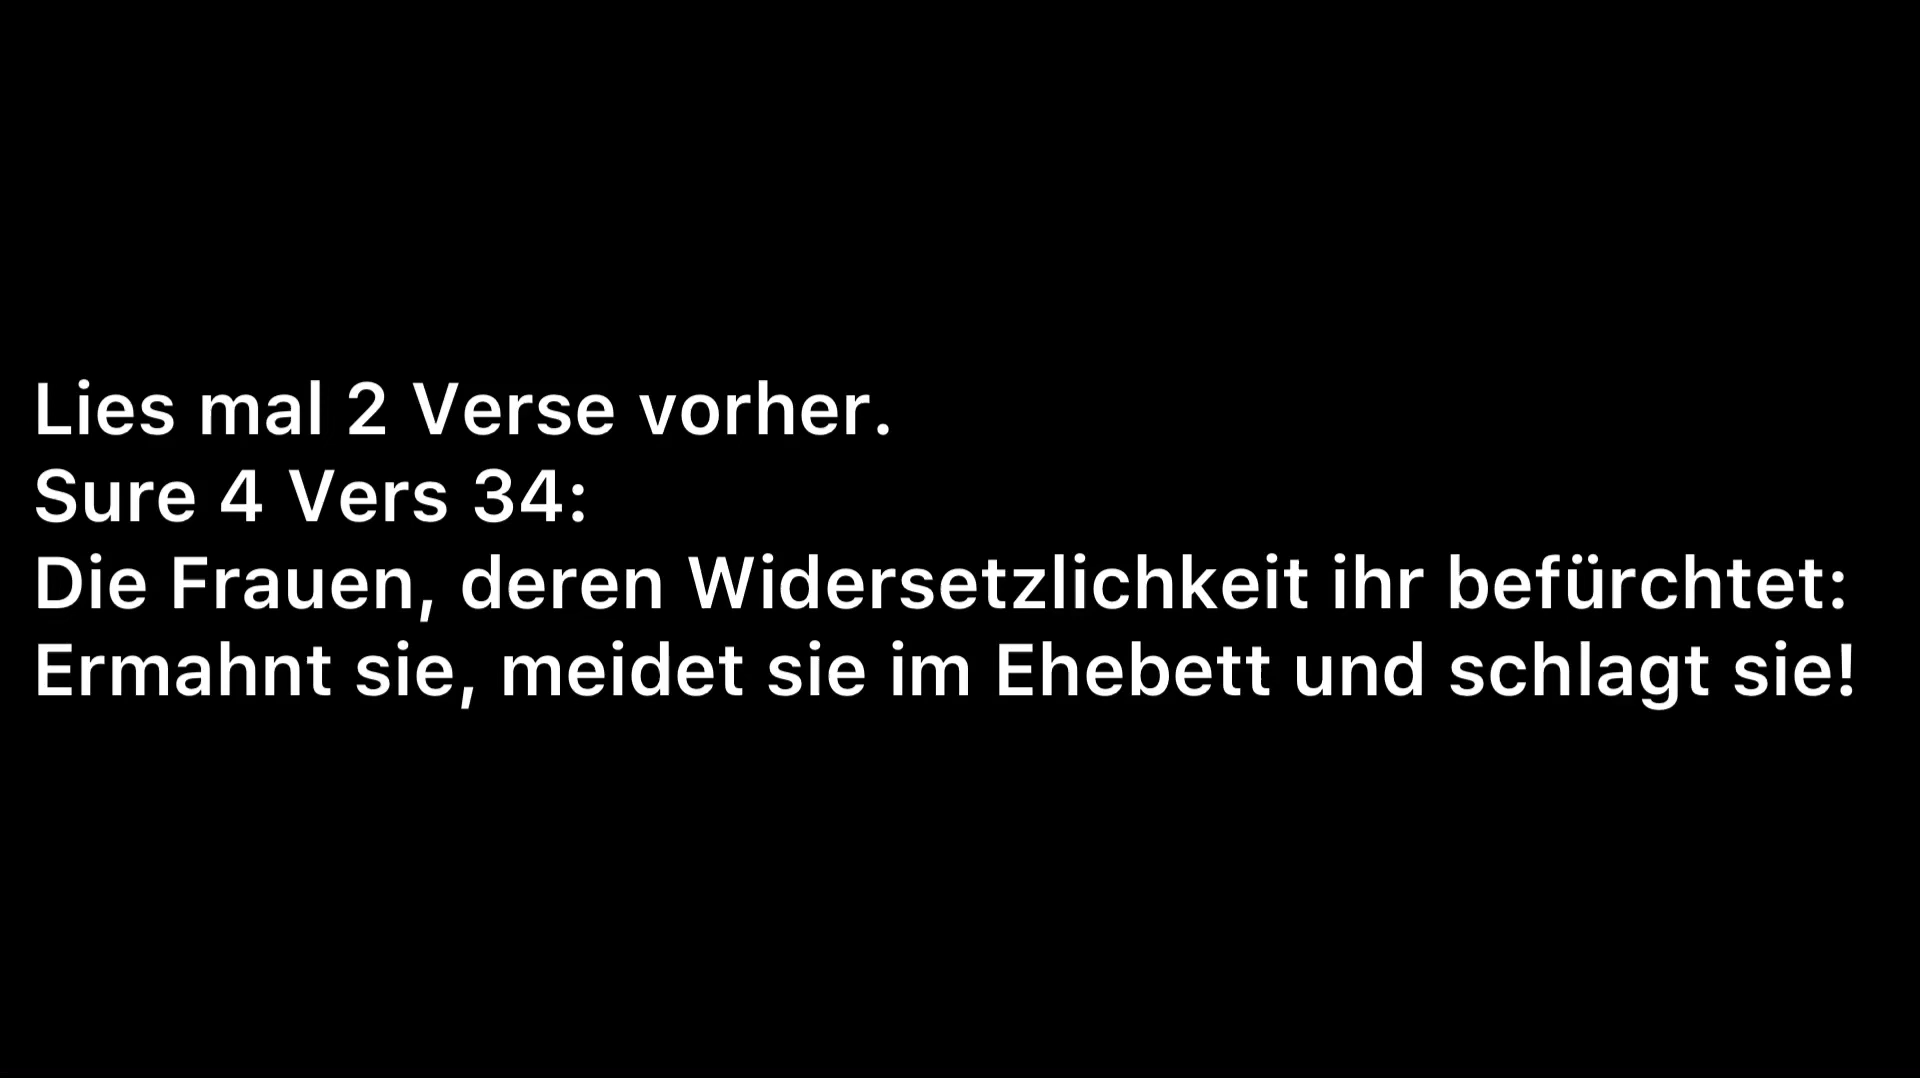 Lies mal 2 Verse vorher.
Sure 4 Vers 34:
Die Frauen, deren Widersetzlichkeit ihr befürchtet:
Ermahnt sie, meidet sie im Ehebett und schlagt sie!